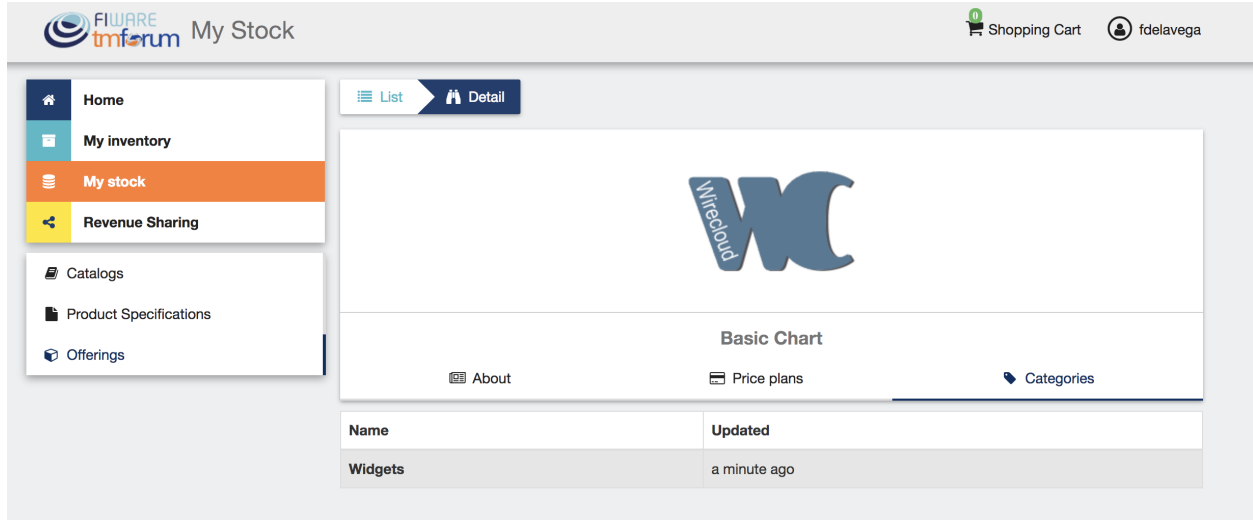 FIWARE
tmforum
My Stock
0
Shopping Cart
fdelavega
Home
My inventory
My stock
Revenue Sharing
Catalogs
Product Specifications
Offerings
List
Detail
Wirecloud
WC
Basic Chart
About
Price plans
Categories
Name Updated
Widgets a minute ago